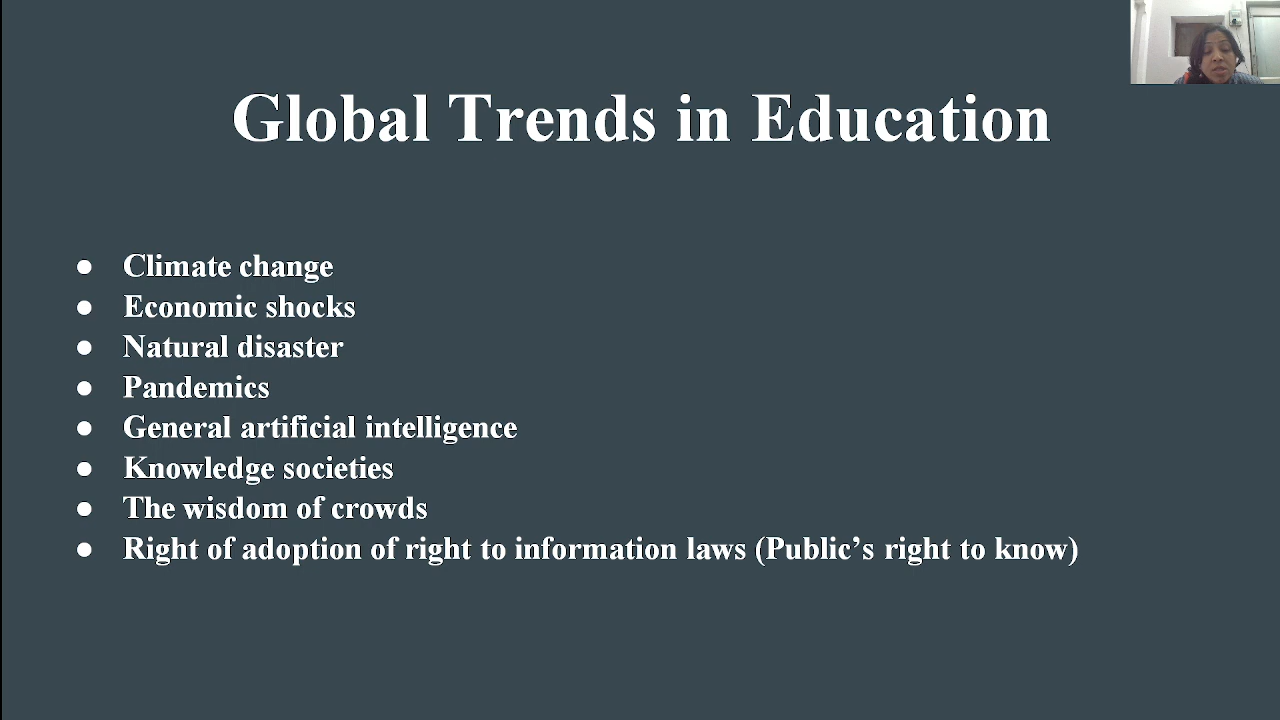 Global Trends in Education
● Climate change
● Economic shocks
● Natural disaster
● Pandemics
● General artificial intelligence
● Knowledge societies
● The wisdom of crowds
● Right of adoption of right to information laws (Public’s right to know)